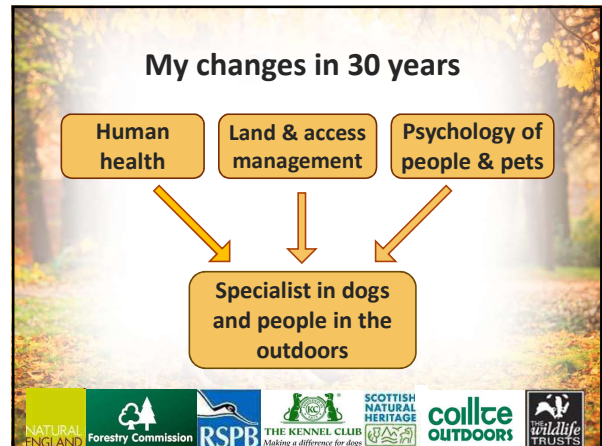 My changes in 30 years
Human
health
Land & access
management
Psychology of
people & pets
Specialist in dogs
and people in the
outdoors
NATURAL
ENGLAND
Forestry Commission
RSPB
KC
THE KENNEL CLUB
Making a difference for dogs
SCOTTISH
NATURAL
HERITAGE
coillte
OUTDOORS
THE
wildlife
TRUSTS